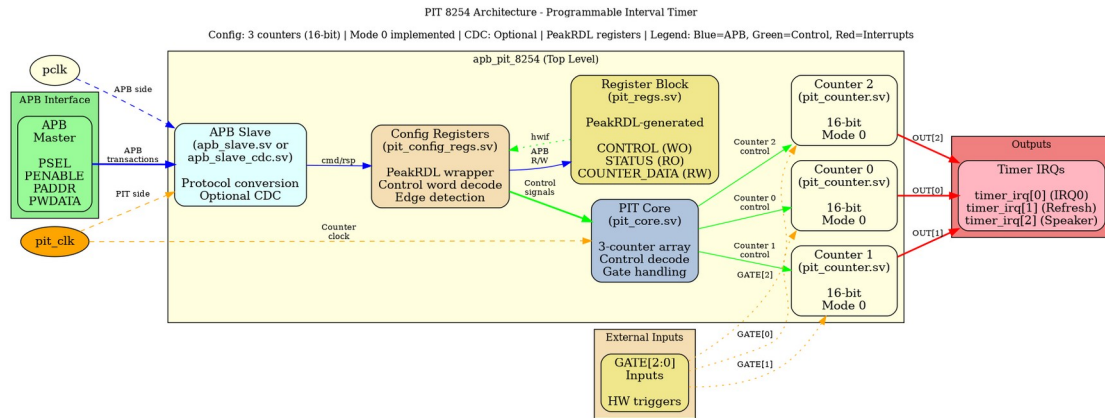 PIT 8254 Architecture - Programmable Interval Timer
Config: 3 counters (16-bit) | Mode 0 implemented | CDC: Optional | PeakRDL registers | Legend: Blue=APB, Green=Control, Red=Interrupts
apb_pit_8254 (Top Level)
pclk
APB side
APB Interface
APB
Master
PSEL
PENABLE
PADDR
PWDATA
APB
transactions
PIT side
pit_clk
APB Slave
(apb_slave.sv or
apb_slave_cdc.sv)
Protocol conversion
Optional CDC
cmd/rsp
Counter
clock
Config Registers
(pit_config_regs.sv)
PeakRDL wrapper
Control word decode
Edge detection
hwif
APB
R/W
Control
signals
Register Block
(pit_regs.sv)
PeakRDL-generated
CONTROL (WO)
STATUS (RO)
COUNTER_DATA (RW)
PIT Core
(pit_core.sv)
3-counter array
Control decode
Gate handling
Counter 2
control
Counter 0
control
Counter 1
control
GATE[2]
GATE[0]
GATE[1]
Counter 2
(pit_counter.sv)
16-bit
Mode 0
Counter 0
(pit_counter.sv)
16-bit
Mode 0
Counter 1
(pit_counter.sv)
16-bit
Mode 0
OUT[2]
OUT[0]
OUT[1]
Outputs
Timer IRQs
timer_irq[0] (IRQ0)
timer_irq[1] (Refresh)
timer_irq[2] (Speaker)
External Inputs
GATE[2:0]
Inputs
HW triggers